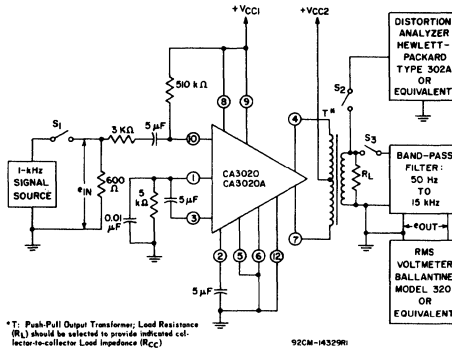 +VCC1
+VCC2
DISTORTION
ANALYZER
HEWLETT-
PACKARD
TYPE 302A
OR
EQUIVALENT
510 kΩ
S1
3 KΩ
5 μF
8
9
4
T*
S2
S3
10
1-kHz
SIGNAL
SOURCE
eIN
600
Ω
CA3020
CA3020A
RL
BAND-PASS
FILTER:
50 Hz
TO
15 kHz
1
5
kΩ
5 μF
0.01
μF
3
7
eOUT
2
5
6
12
5 μF
RMS
VOLTMETER
BALLANTINE
MODEL 320
OR
EQUIVALENT
* T: Push-Pull Output Transformer; Load Resistance
(RL) should be selected to provide indicated col-
lector-to-collector Load Impedance (RCC)
92CM-14329RI